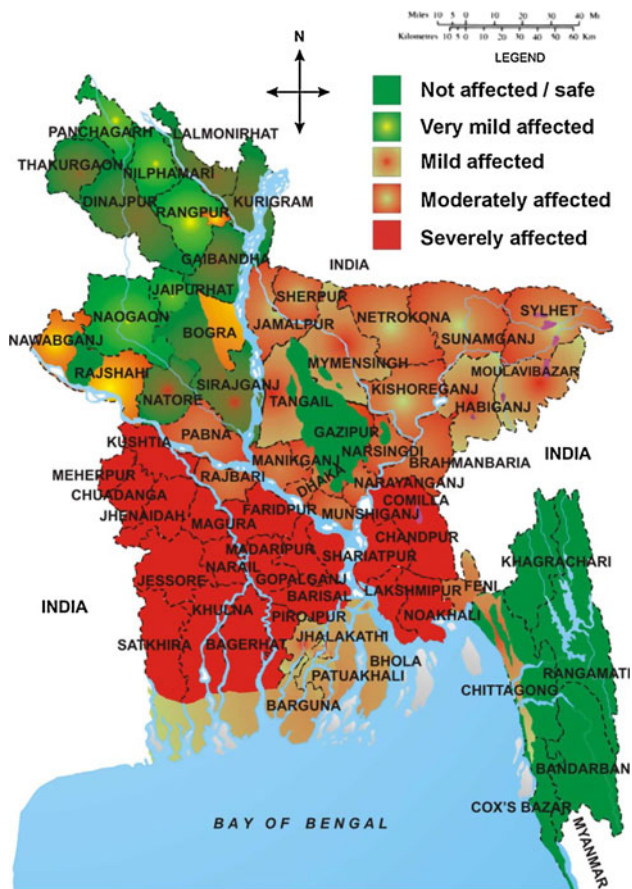 Miles 10 5 0 10 20 30 40 Mi
Kilometres 10 5 0 10 20 40 60 Km
N
LEGEND
Not affected / safe
Very mild affected
Mild affected
Moderately affected
Severely affected
PANCHAGARH
LALMONIRHAT
THAKURGAON
NILPHAMARI
DINAJPUR
RANGPUR
KURIGRAM
GAIBANDHA
INDIA
JAIPURHAT
SHERPUR
NAOGAON
JAMALPUR
NETROKONA
SYLHET
NAWABGANJ
BOGRA
SUNAMGANJ
RAJSHAHI
MYMENSINGH
MOULAVIBAZAR
SIRAJGANJ
KISHOREGANJ
NATORE
TANGAIL
HABIGANJ
PABNA
GAZIPUR
KUSHTIA
NARSINGDI
MANIKGANJ
BRAHMANBARIA
INDIA
MEHERPUR
RAJBARI
DHAKA
NARAYANGANJ
CHUADANGA
COMILLA
JHENAIDAH
FARIDPUR
MUNSHIGANJ
MAGURA
CHANDPUR
MADARIPUR
SHARIATPUR
KHAGRACHARI
NARAIL
JESSORE
GOPALGANJ
FENI
BARISAL
LAKSHMIPUR
INDIA
KHULNA
PIROJPUR
NOAKHALI
JHALAKATHI
SATKHIRA
BAGERHAT
BHOLA
RANGAMATI
PATUAKHALI
CHITTAGONG
BARGUNA
BANDARBAN
COX'S BAZAR
BAY OF BENGAL
MYANMAR